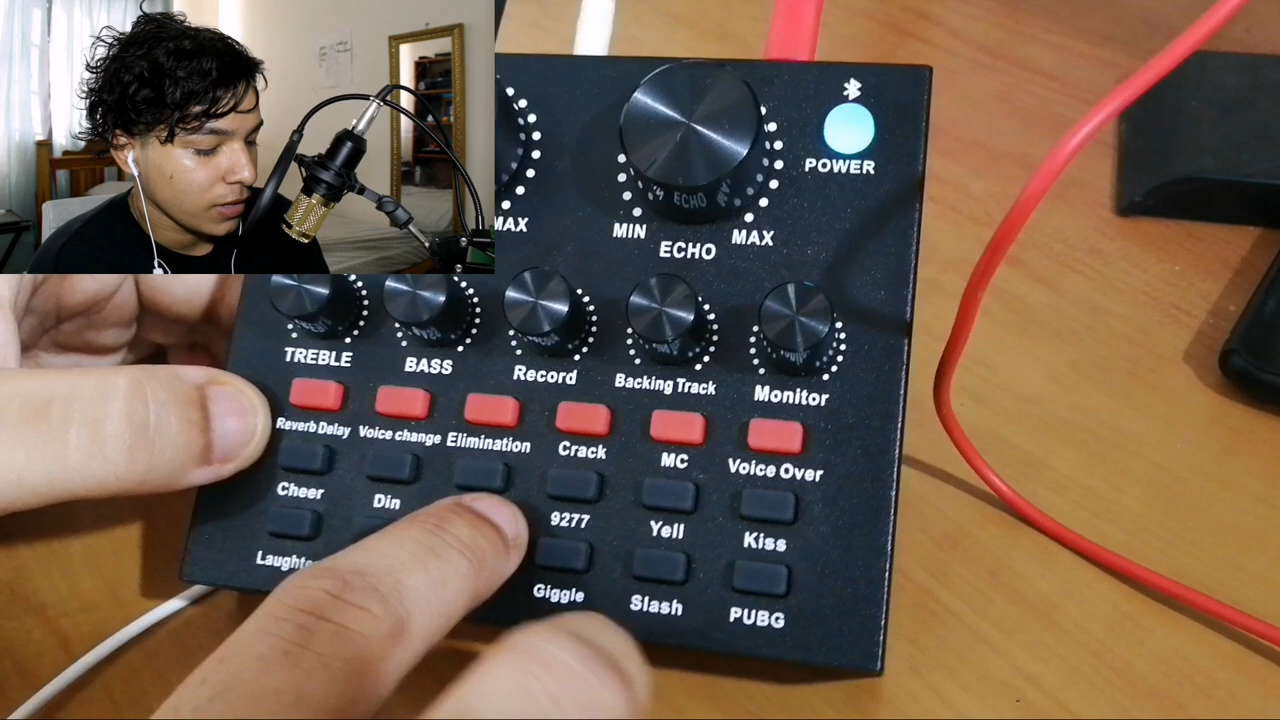 POWER
MAX
MIN
MAX
ECHO
ECHO
TREBLE
BASS
Record
Backing Track
Monitor
Reverb Delay
Voice change
Elimination
Crack
MC
Voice Over
Cheer
Din
9277
Yell
Kiss
Giggle
Slash
PUBG